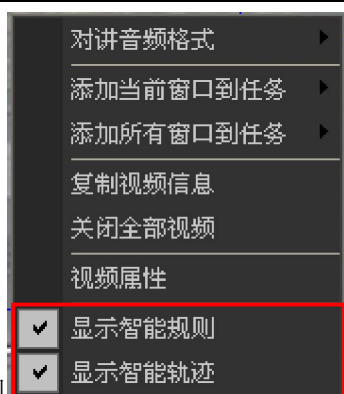 对讲音频格式
添加当前窗口到任务
添加所有窗口到任务
复制视频信息
关闭全部视频
视频属性
显示智能规则
显示智能轨迹